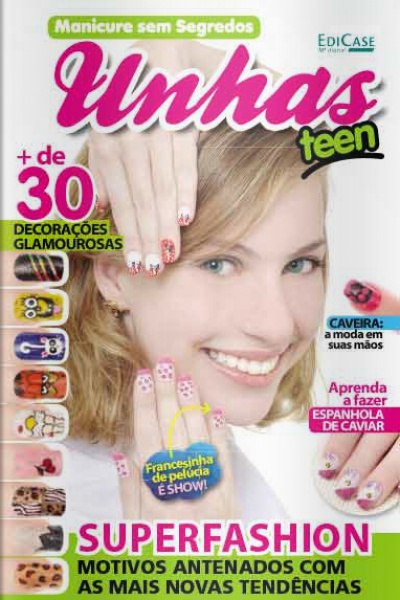 Manicure sem Segredos
EDICASE
Unhas
teen
+ de
30
DECORAÇÕES
GLAMOUROSAS
CAVEIRA:
a moda em
suas mãos
Aprenda
a fazer
ESPANHOLA
DE CAVIAR
Francesinha
de pelúcia
É SHOW!
SUPERFASHION
MOTIVOS ANTENADOS COM
AS MAIS NOVAS TENDÊNCIAS